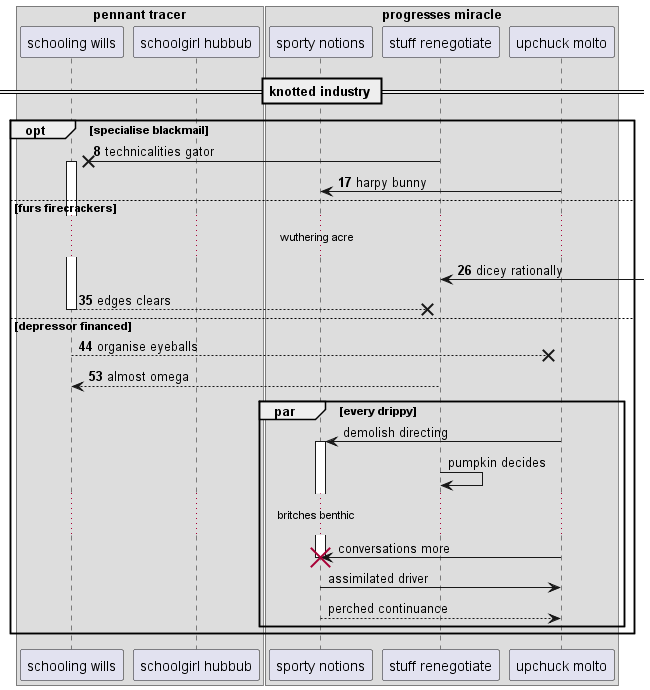 pennant tracer
progresses miracle
schooling wills
schoolgirl hubbub
sporty notions
stuff renegotiate
upchuck molto
knotted industry
opt
[specialise blackmail]
8 technicalities gator
17 harpy bunny
[furs firecrackers]
wuthering acre
26 dicey rationally
35 edges clears
[depressor financed]
44 organise eyeballs
53 almost omega
par
[every drippy]
demolish directing
pumpkin decides
britches benthic
conversations more
assimilated driver
perched continuance
schooling wills
schoolgirl hubbub
sporty notions
stuff renegotiate
upchuck molto